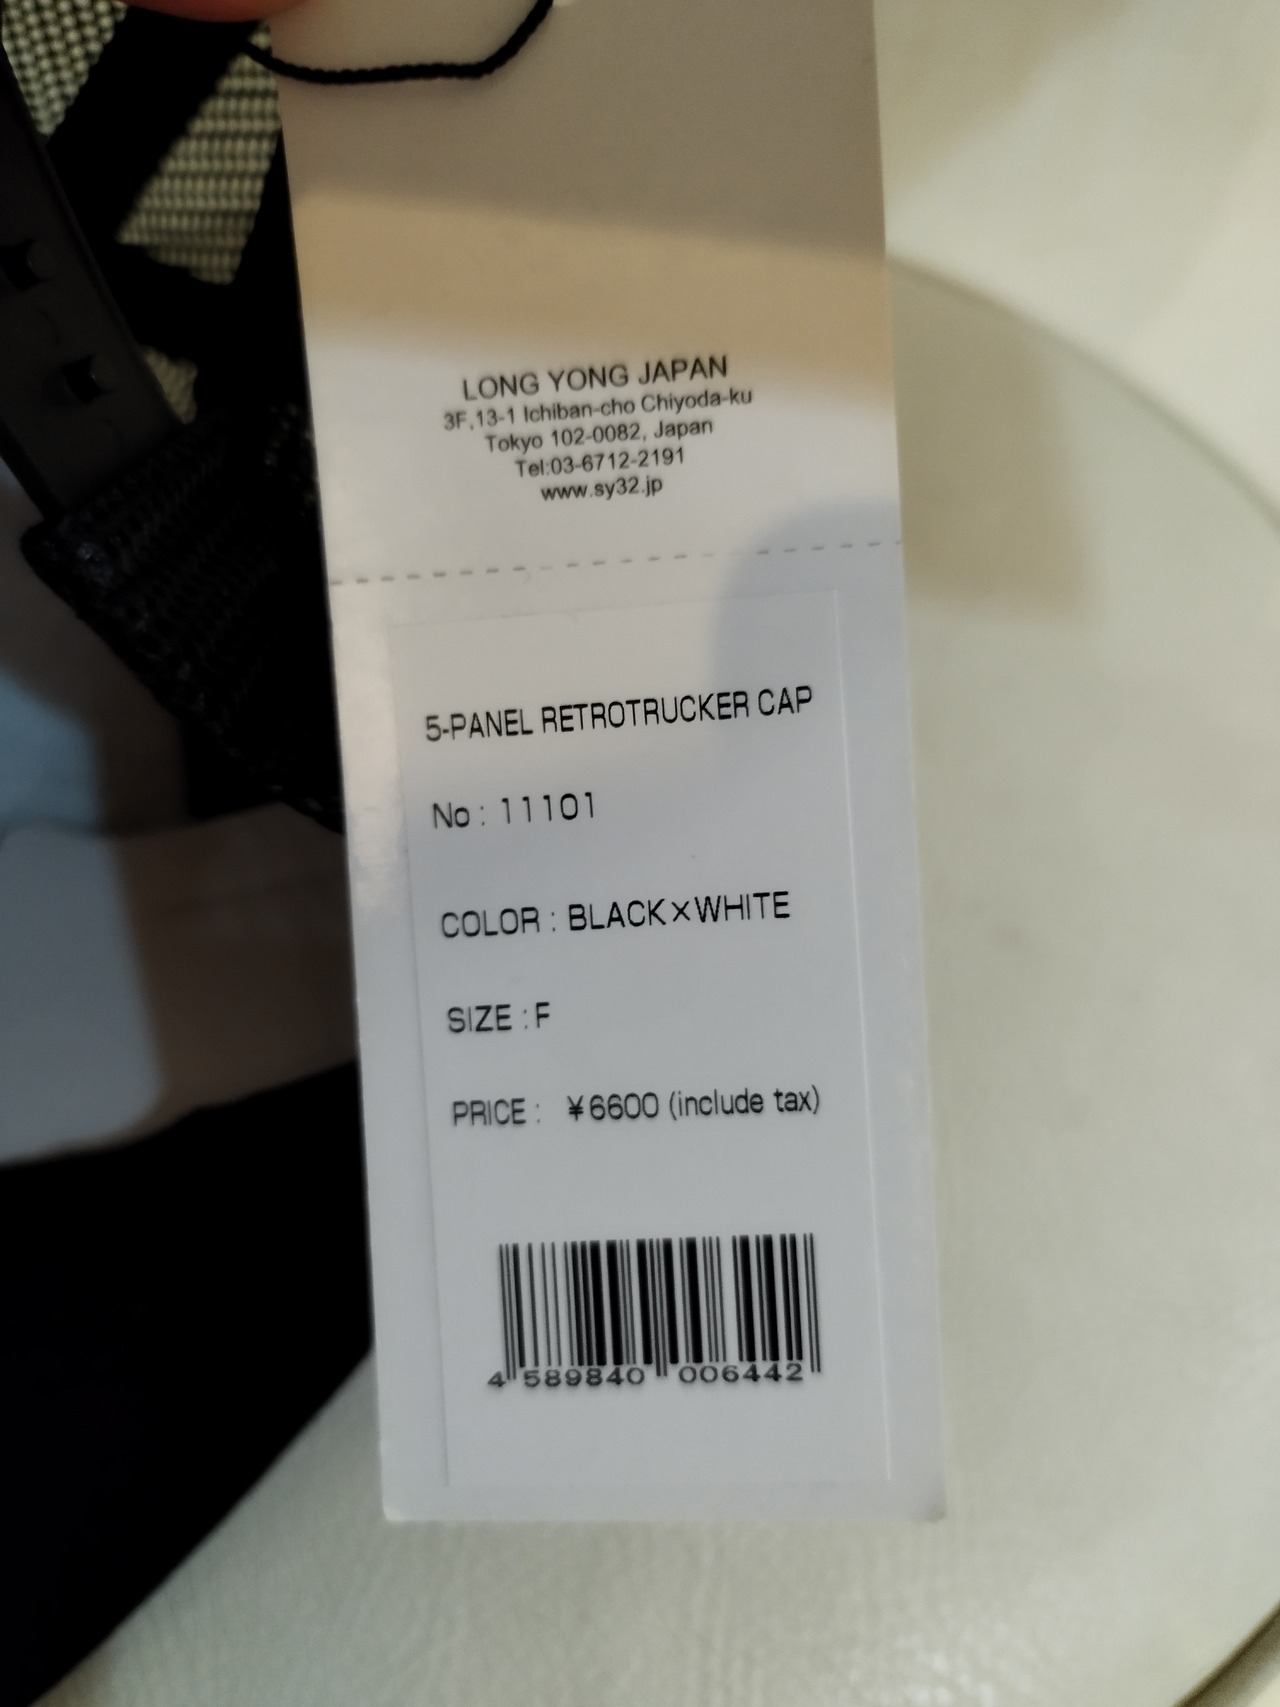 LONG YONG JAPAN
3F,13-1 Ichiban-cho Chiyoda-ku
Tokyo 102-0082, Japan
Tel:03-6712-2191
www.sy32.jp
5-PANEL RETROTRUCKER CAP
No : 11101
COLOR : BLACK×WHITE
SIZE : F
PRICE : ¥6600 (include tax)
4 589840 006442